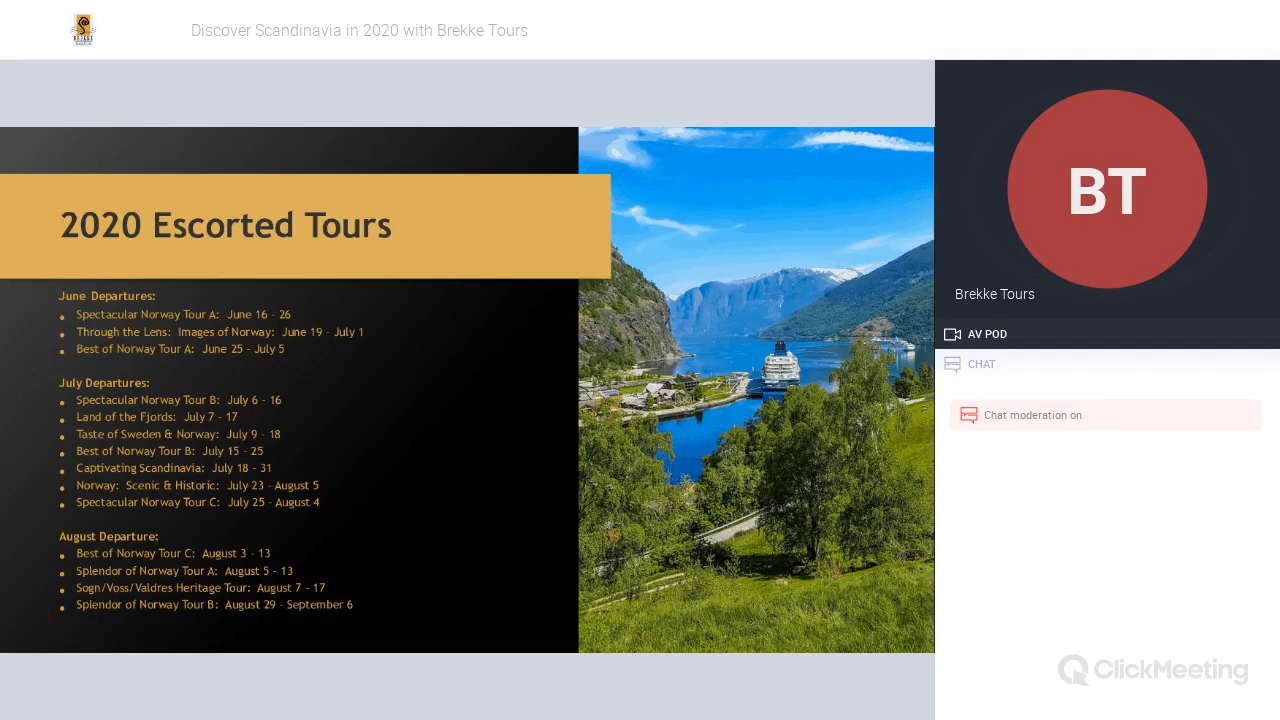 BREKKE
Discover Scandinavia in 2020 with Brekke Tours
2020 Escorted Tours
June Departures:
Spectacular Norway Tour A: June 16 - 26
Through the Lens: Images of Norway: June 19 - July 1
Best of Norway Tour A: June 25 - July 5
July Departures:
Spectacular Norway Tour B: July 6 - 16
Land of the Fjords: July 7 - 17
Taste of Sweden & Norway: July 9 - 18
Best of Norway Tour B: July 15 - 25
Captivating Scandinavia: July 18 - 31
Norway: Scenic & Historic: July 23 - August 5
Spectacular Norway Tour C: July 25 - August 4
August Departure:
Best of Norway Tour C: August 3 - 13
Splendor of Norway Tour A: August 5 - 13
Sogn/Voss/Valdres Heritage Tour: August 7 - 17
Splendor of Norway Tour B: August 29 - September 6
BT
Brekke Tours
AV POD
CHAT
Chat moderation on
ClickMeeting